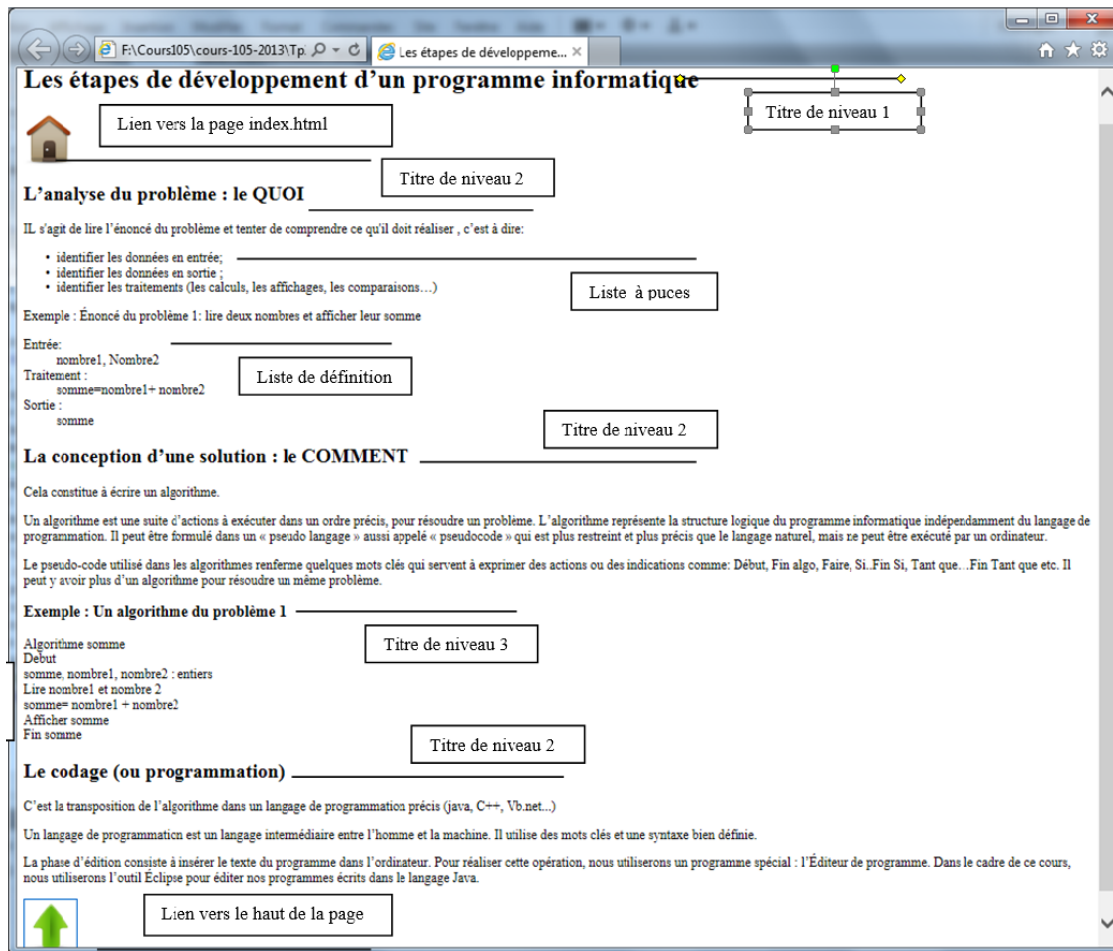 F:\Cours105\cours-105-2013\Tp
Les étapes de développeme...
Les étapes de développement d'un programme informatique
Titre de niveau 1
Lien vers la page index.html
Titre de niveau 2
L'analyse du problème : le QUOI
IL s'agit de lire l'énoncé du problème et tenter de comprendre ce qu'il doit réaliser , c'est à dire:
• identifier les données en entrée;
• identifier les données en sortie ;
• identifier les traitements (les calculs, les affichages, les comparaisons…)
Liste à puces
Exemple : Énoncé du problème 1: lire deux nombres et afficher leur somme
Entrée:
nombre1, Nombre2
Traitement :
somme=nombre1+ nombre2
Sortie :
somme
Liste de définition
Titre de niveau 2
La conception d'une solution : le COMMENT
Cela constitue à écrire un algorithme.
Un algorithme est une suite d'actions à exécuter dans un ordre précis, pour résoudre un problème. L'algorithme représente la structure logique du programme informatique indépendamment du langage de
programmation. Il peut être formulé dans un « pseudo langage » aussi appelé « pseudocode » qui est plus restreint et plus précis que le langage naturel, mais ne peut être exécuté par un ordinateur.
Le pseudo-code utilisé dans les algorithmes renferme quelques mots clés qui servent à exprimer des actions ou des indications comme: Début, Fin algo, Faire, Si..Fin Si, Tant que…Fin Tant que etc. Il
peut y avoir plus d'un algorithme pour résoudre un même problème.
Exemple : Un algorithme du problème 1
Titre de niveau 3
Algorithme somme
Debut
somme, nombre1, nombre2 : entiers
Lire nombre1 et nombre 2
somme= nombre1 + nombre2
Afficher somme
Fin somme
Titre de niveau 2
Le codage (ou programmation)
C'est la transposition de l'algorithme dans un langage de programmation précis (java, C++, Vb.net...)
Un langage de programmation est un langage intermédiaire entre l'homme et la machine. Il utilise des mots clés et une syntaxe bien définie.
La phase d'édition consiste à insérer le texte du programme dans l'ordinateur. Pour réaliser cette opération, nous utiliserons un programme spécial : l'Éditeur de programme. Dans le cadre de ce cours,
nous utiliserons l'outil Éclipse pour éditer nos programmes écrits dans le langage Java.
Lien vers le haut de la page